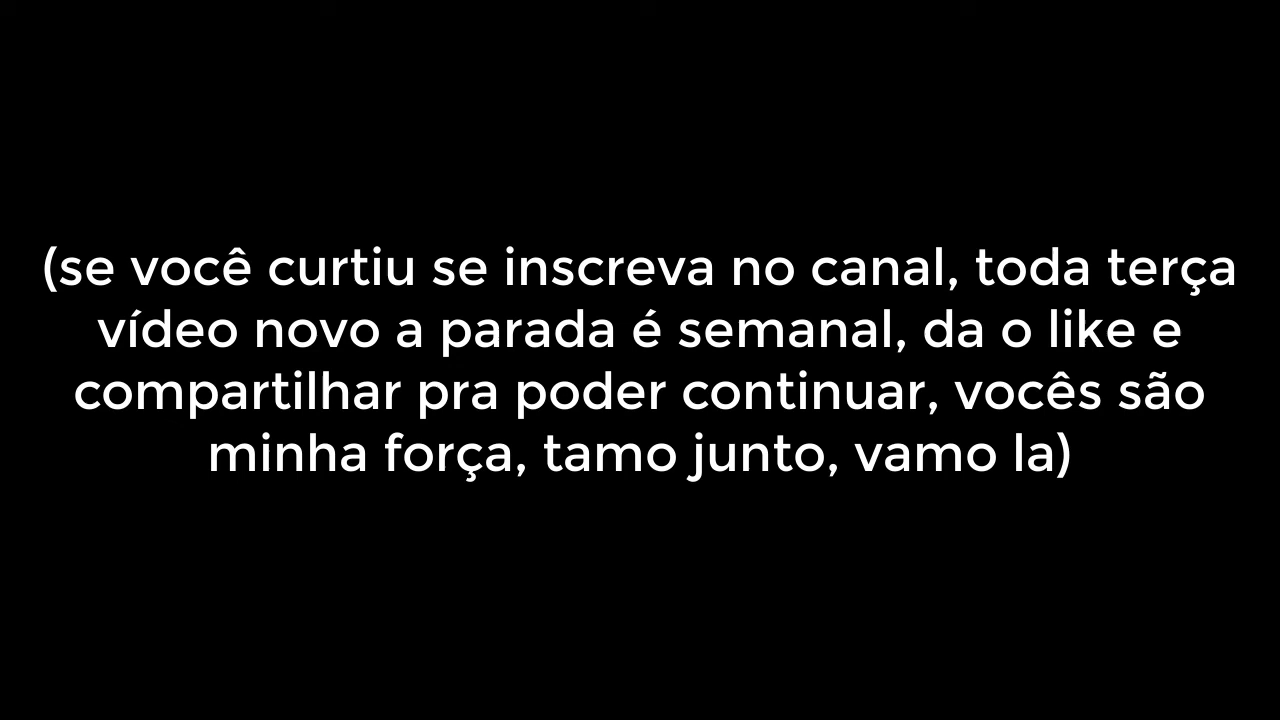 (se você curtiu se inscreva no canal, toda terça
vídeo novo a parada é semanal, da o like e
compartilhar pra poder continuar, vocês são
minha força, tamo junto, vamo la)